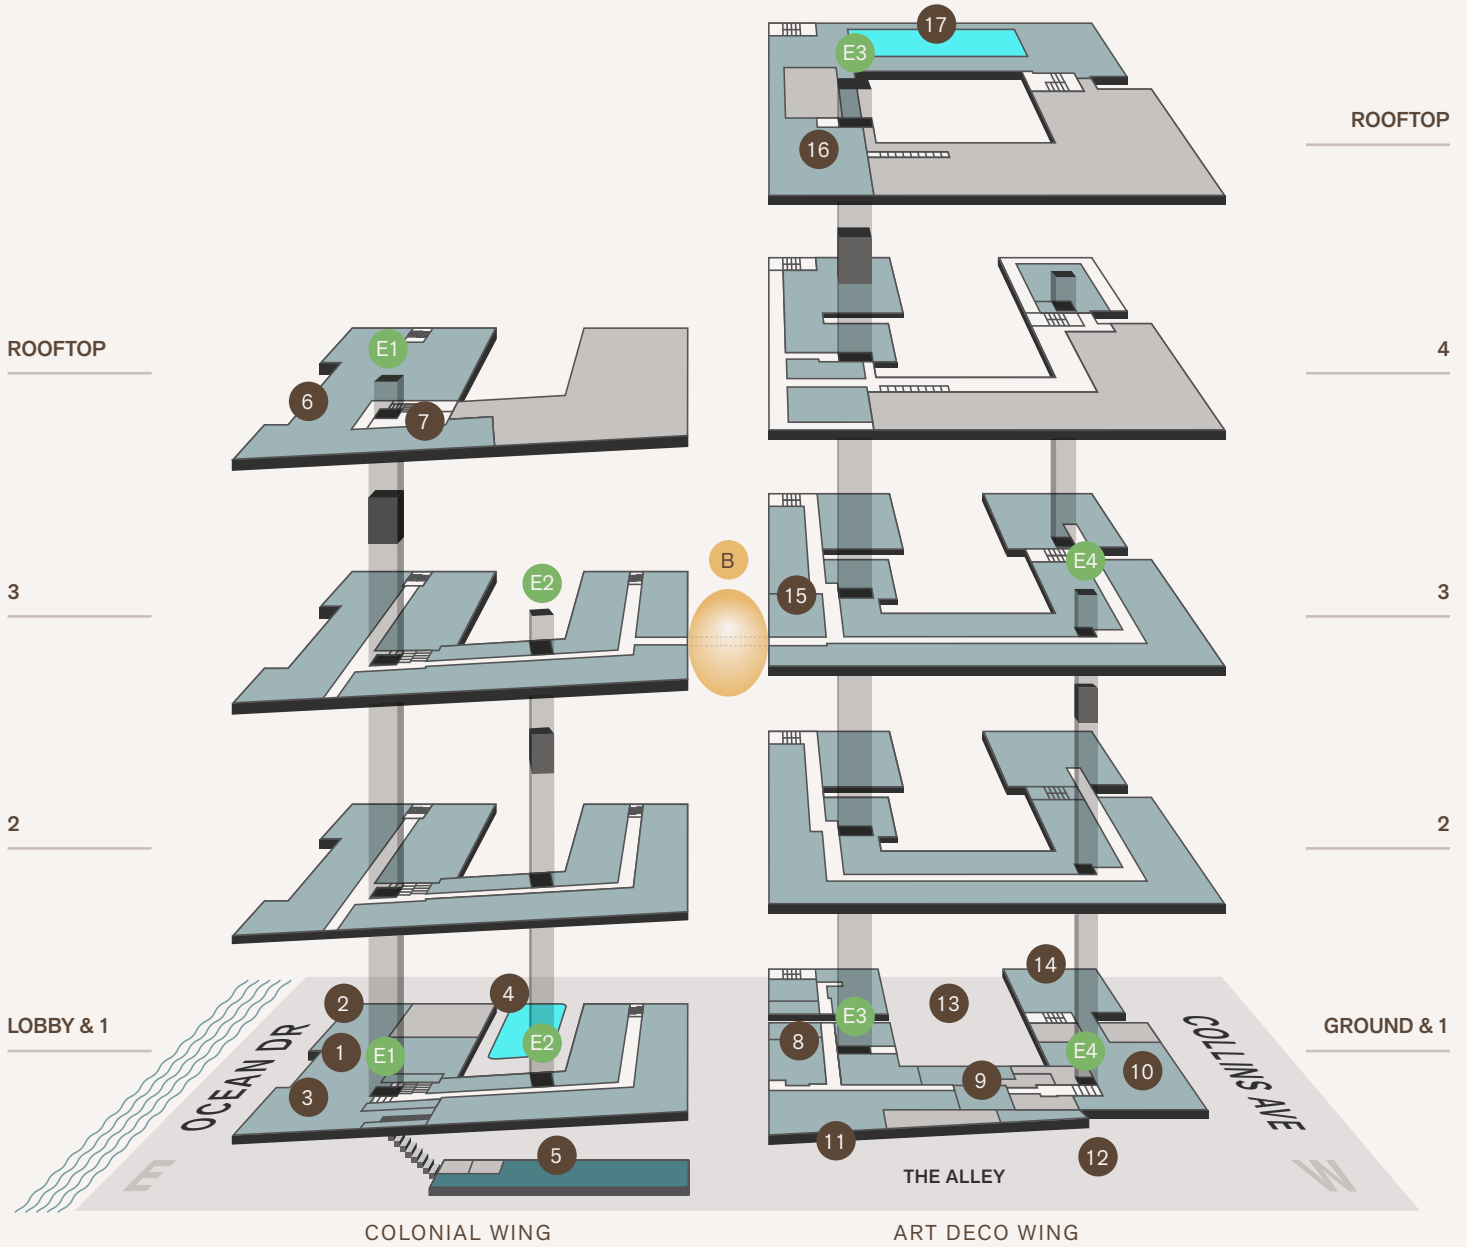 17
E3
ROOFTOP
16
ROOFTOP
E1
4
6
7
B
E2
E4
3
3
15
2
2
4
14
2
13
E3
LOBBY & 1
OCEAN DR
1
E1
E2
8
E4
GROUND & 1
COLLINS AVE
9
10
3
11
5
12
E
THE ALLEY
W
COLONIAL WING
ART DECO WING